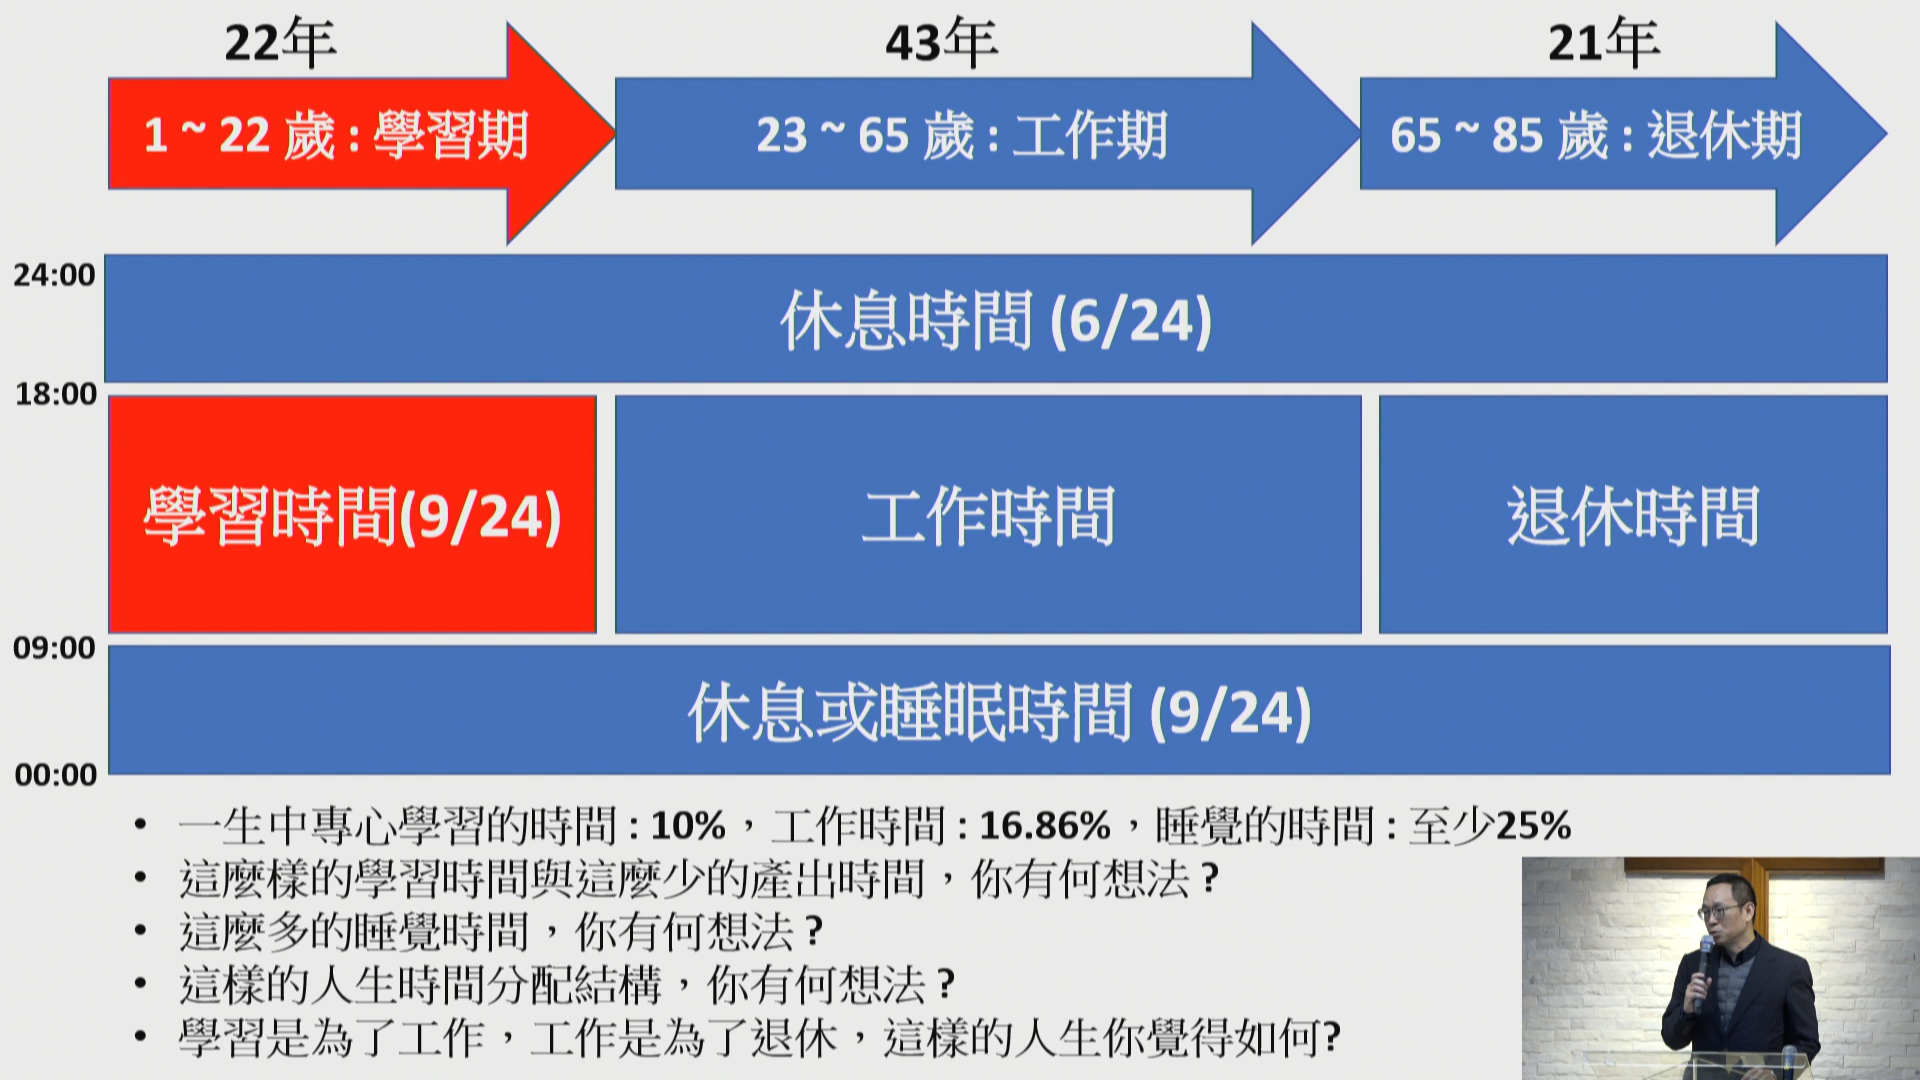 22年
43年
21年
1 ~ 22 歲 : 學習期
23 ~ 65 歲 : 工作期
65 ~ 85 歲 : 退休期
24:00
休息時間 (6/24)
18:00
學習時間(9/24)
工作時間
退休時間
09:00
休息或睡眠時間 (9/24)
00:00
• 一生中專心學習的時間 : 10%，工作時間 : 16.86%，睡覺的時間 : 至少25%
• 這麼樣的學習時間與這麼少的產出時間，你有何想法 ?
• 這麼多的睡覺時間，你有何想法 ?
• 這樣的人生時間分配結構，你有何想法 ?
• 學習是為了工作，工作是為了退休，這樣的人生你覺得如何?